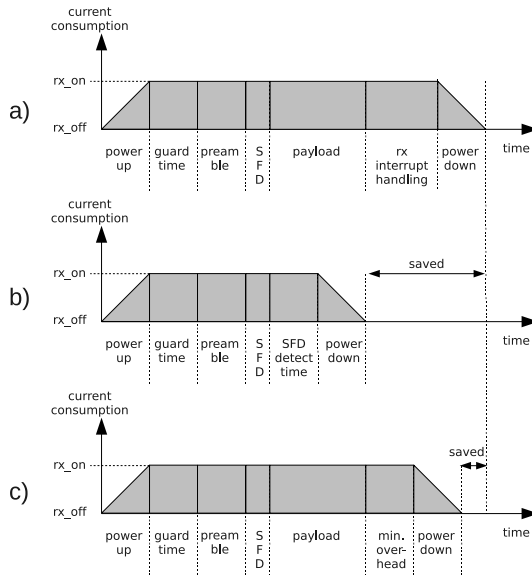 current
consumption
rx_on
a)
rx_off
time
power
up
guard
time
pream
ble
S
F
D
payload
rx
interrupt
handling
power
down
current
consumption
rx_on
saved
b)
rx_off
time
power
up
guard
time
pream
ble
S
F
D
SFD
detect
time
power
down
current
consumption
saved
rx_on
c)
rx_off
time
power
up
guard
time
pream
ble
S
F
D
payload
min.
over-
head
power
down